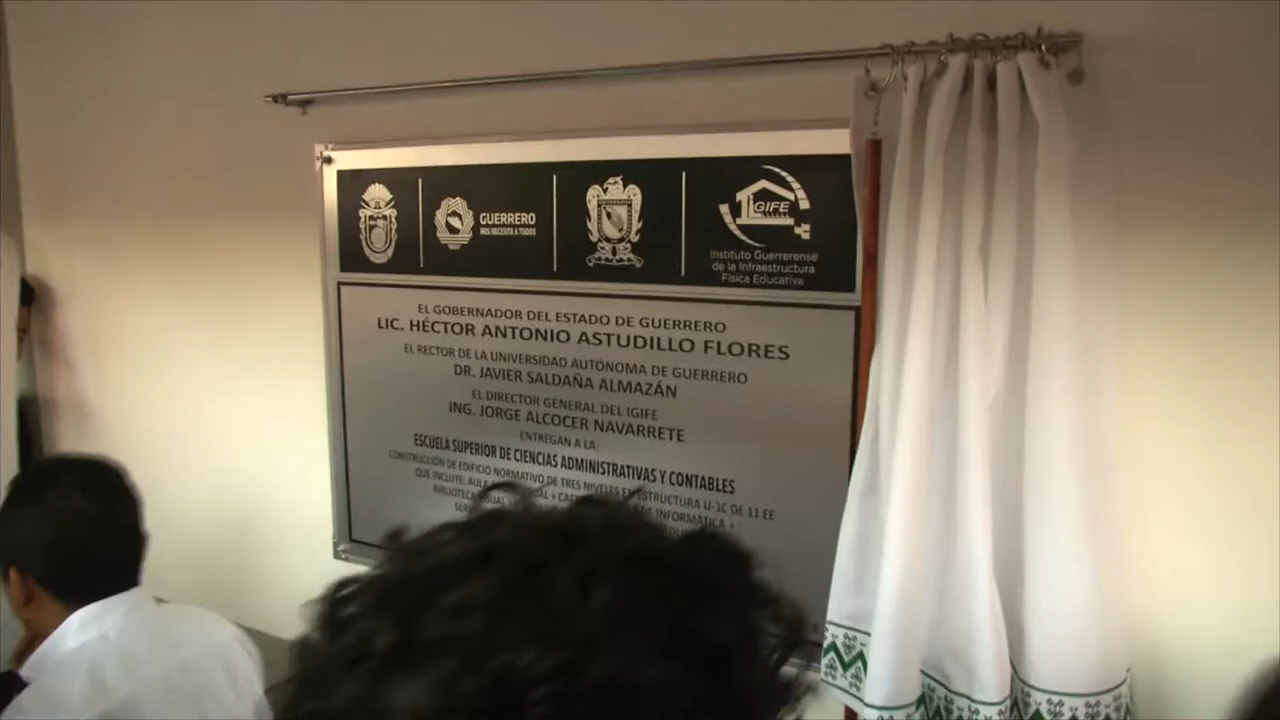 GUERRERO
NOS NECESITA A TODOS
IGIFE
Instituto Guerrerense
de la Infraestructura
Física Educativa
EL GOBERNADOR DEL ESTADO DE GUERRERO
LIC. HÉCTOR ANTONIO ASTUDILLO FLORES
EL RECTOR DE LA UNIVERSIDAD AUTÓNOMA DE GUERRERO
DR. JAVIER SALDAÑA ALMAZÁN
EL DIRECTOR GENERAL DEL IGIFE
ING. JORGE ALCOCER NAVARRETE
ENTREGAN A LA:
ESCUELA SUPERIOR DE CIENCIAS ADMINISTRATIVAS Y CONTABLES
CONSTRUCCIÓN DE EDIFICIO NORMATIVO DE TRES NIVELES EN ESTRUCTURA U-3C DE 11 EE
QUE INCLUYE: AULA + DE INFORMÁTICA +
BIBLIOTECA